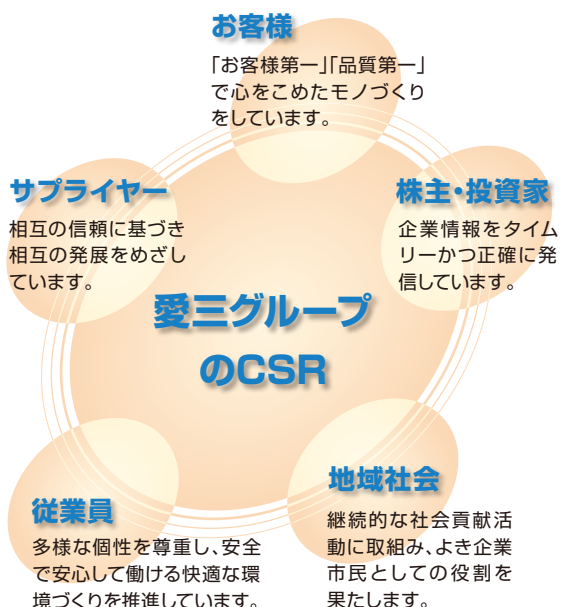 お客様
「お客様第一」「品質第一」
で心をこめたモノづくり
をしています。
サプライヤー
相互の信頼に基づき
相互の発展をめざし
ています。
株主・投資家
企業情報をタイム
リーかつ正確に発
信しています。
愛三グループ
のCSR
従業員
多様な個性を尊重し、安全
で安心して働ける快適な環
境づくりを推進しています。
地域社会
継続的な社会貢献活
動に取組み、よき企業
市民としての役割を
果たします。